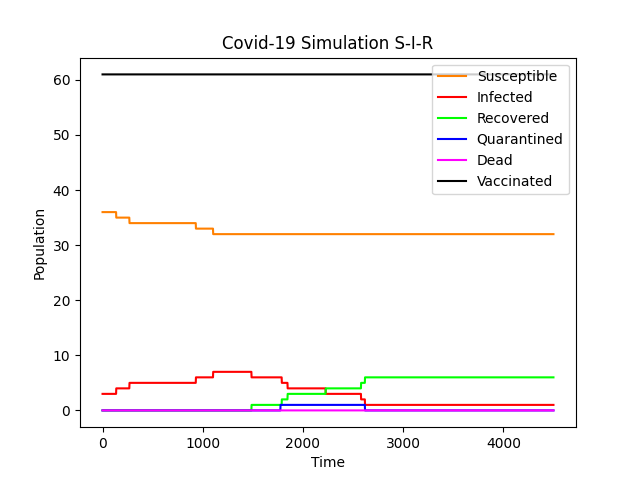 Covid-19 Simulation S-I-R
60
50
40
30
20
10
0
Population
Susceptible
Infected
Recovered
Quarantined
Dead
Vaccinated
0 1000 2000 3000 4000
Time